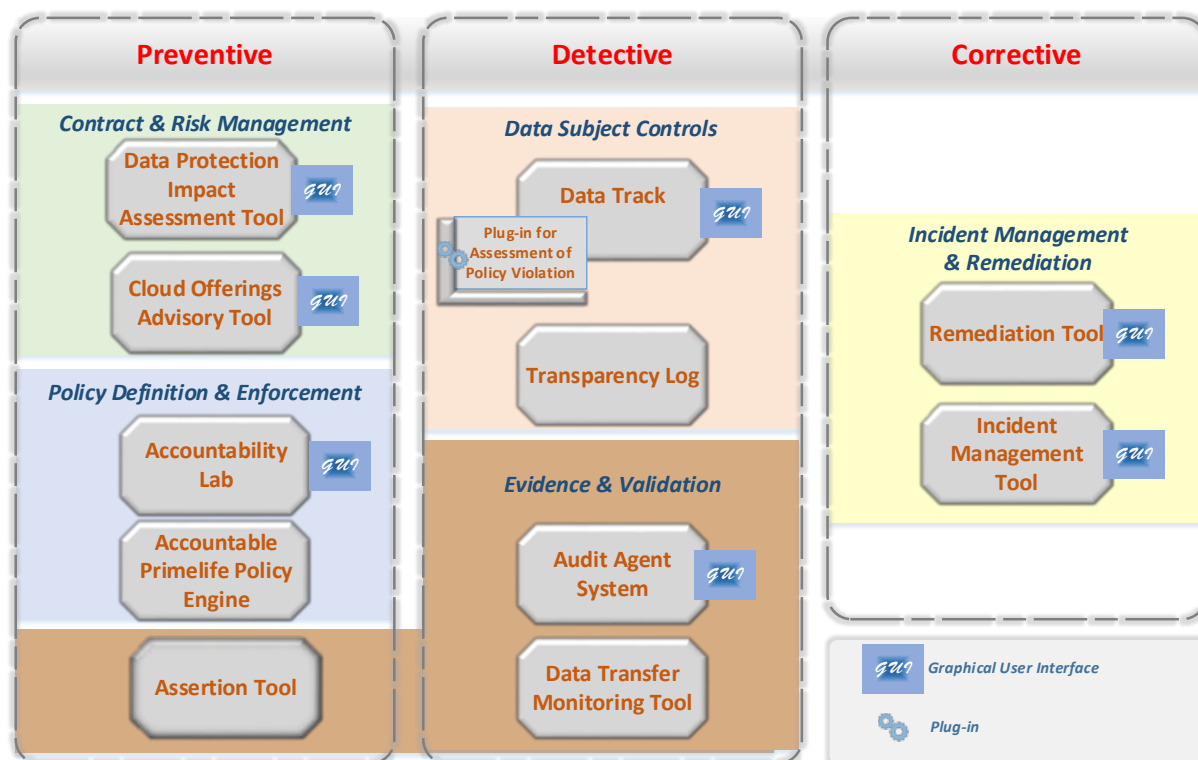 Preventive
Contract & Risk Management
Data Protection
Impact
Assessment Tool
GUI
Cloud Offerings
Advisory Tool
GUI
Policy Definition & Enforcement
Accountability
Lab
GUI
Accountable
Primelife Policy
Engine
Assertion Tool
Detective
Data Subject Controls
Data Track
GUI
Plug-in for
Assessment of
Policy Violation
Transparency Log
Evidence & Validation
Audit Agent
System
GUI
Data Transfer
Monitoring Tool
Corrective
Incident Management
& Remediation
Remediation Tool
GUI
Incident
Management
Tool
GUI
GUI Graphical User Interface
Plug-in